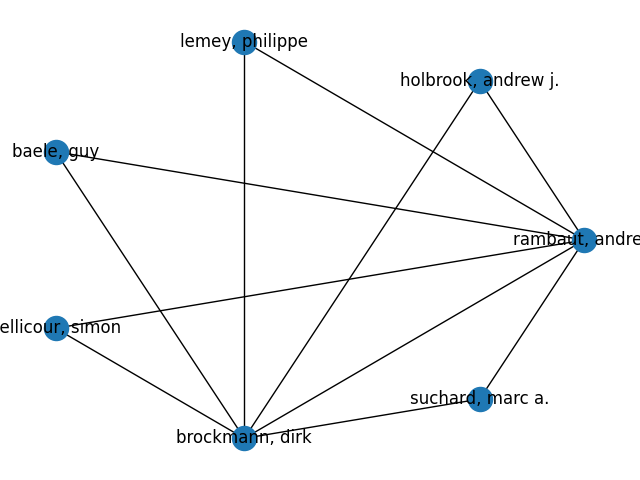 lemey, philippe
holbrook, andrew j.
baele, guy
rambaut, andre
ellicour, simon
suchard, marc a.
brockmann, dirk